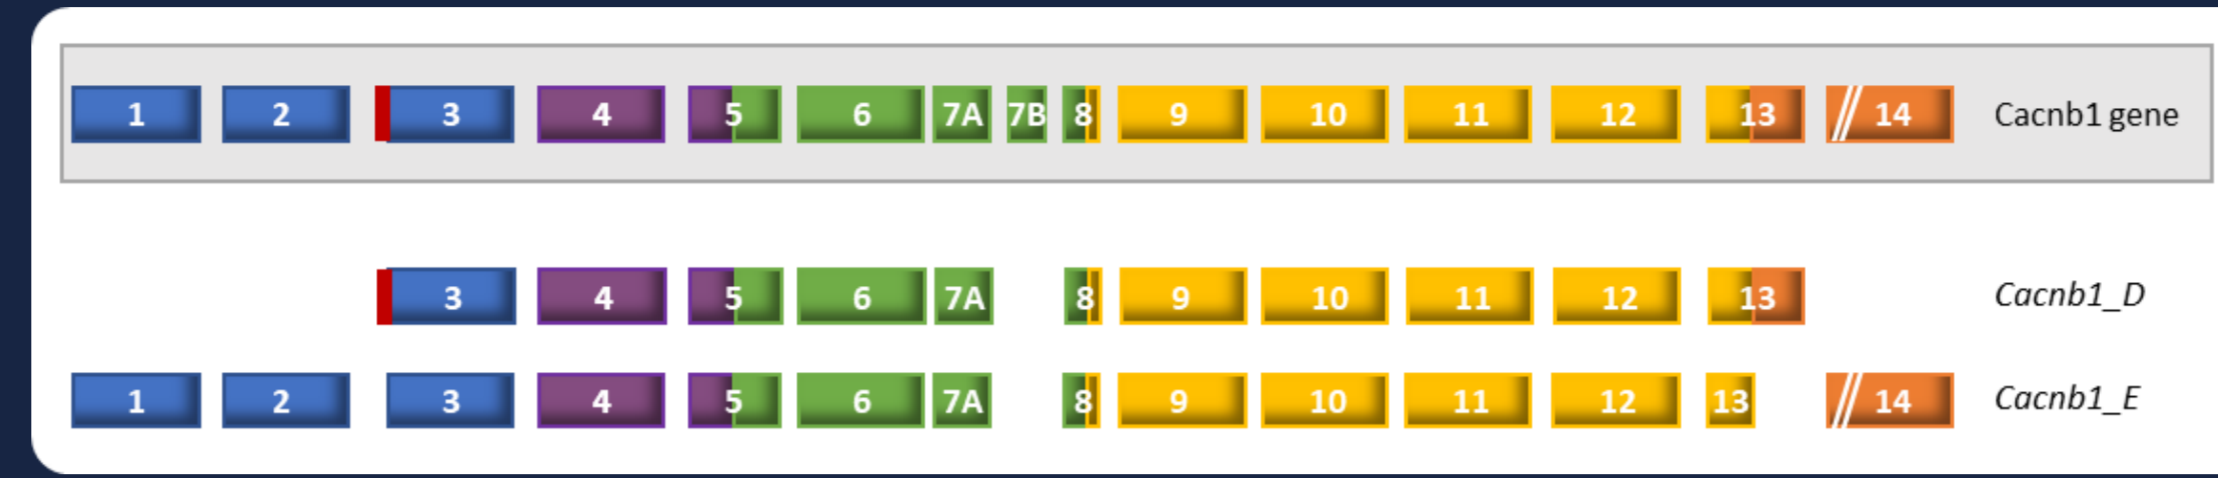 1 2 3 4 5 6 7A 7B 8 9 10 11 12 13 14 Cacnb1 gene
3 4 5 6 7A 8 9 10 11 12 13 Cacnb1_D
1 2 3 4 5 6 7A 8 9 10 11 12 13 14 Cacnb1_E